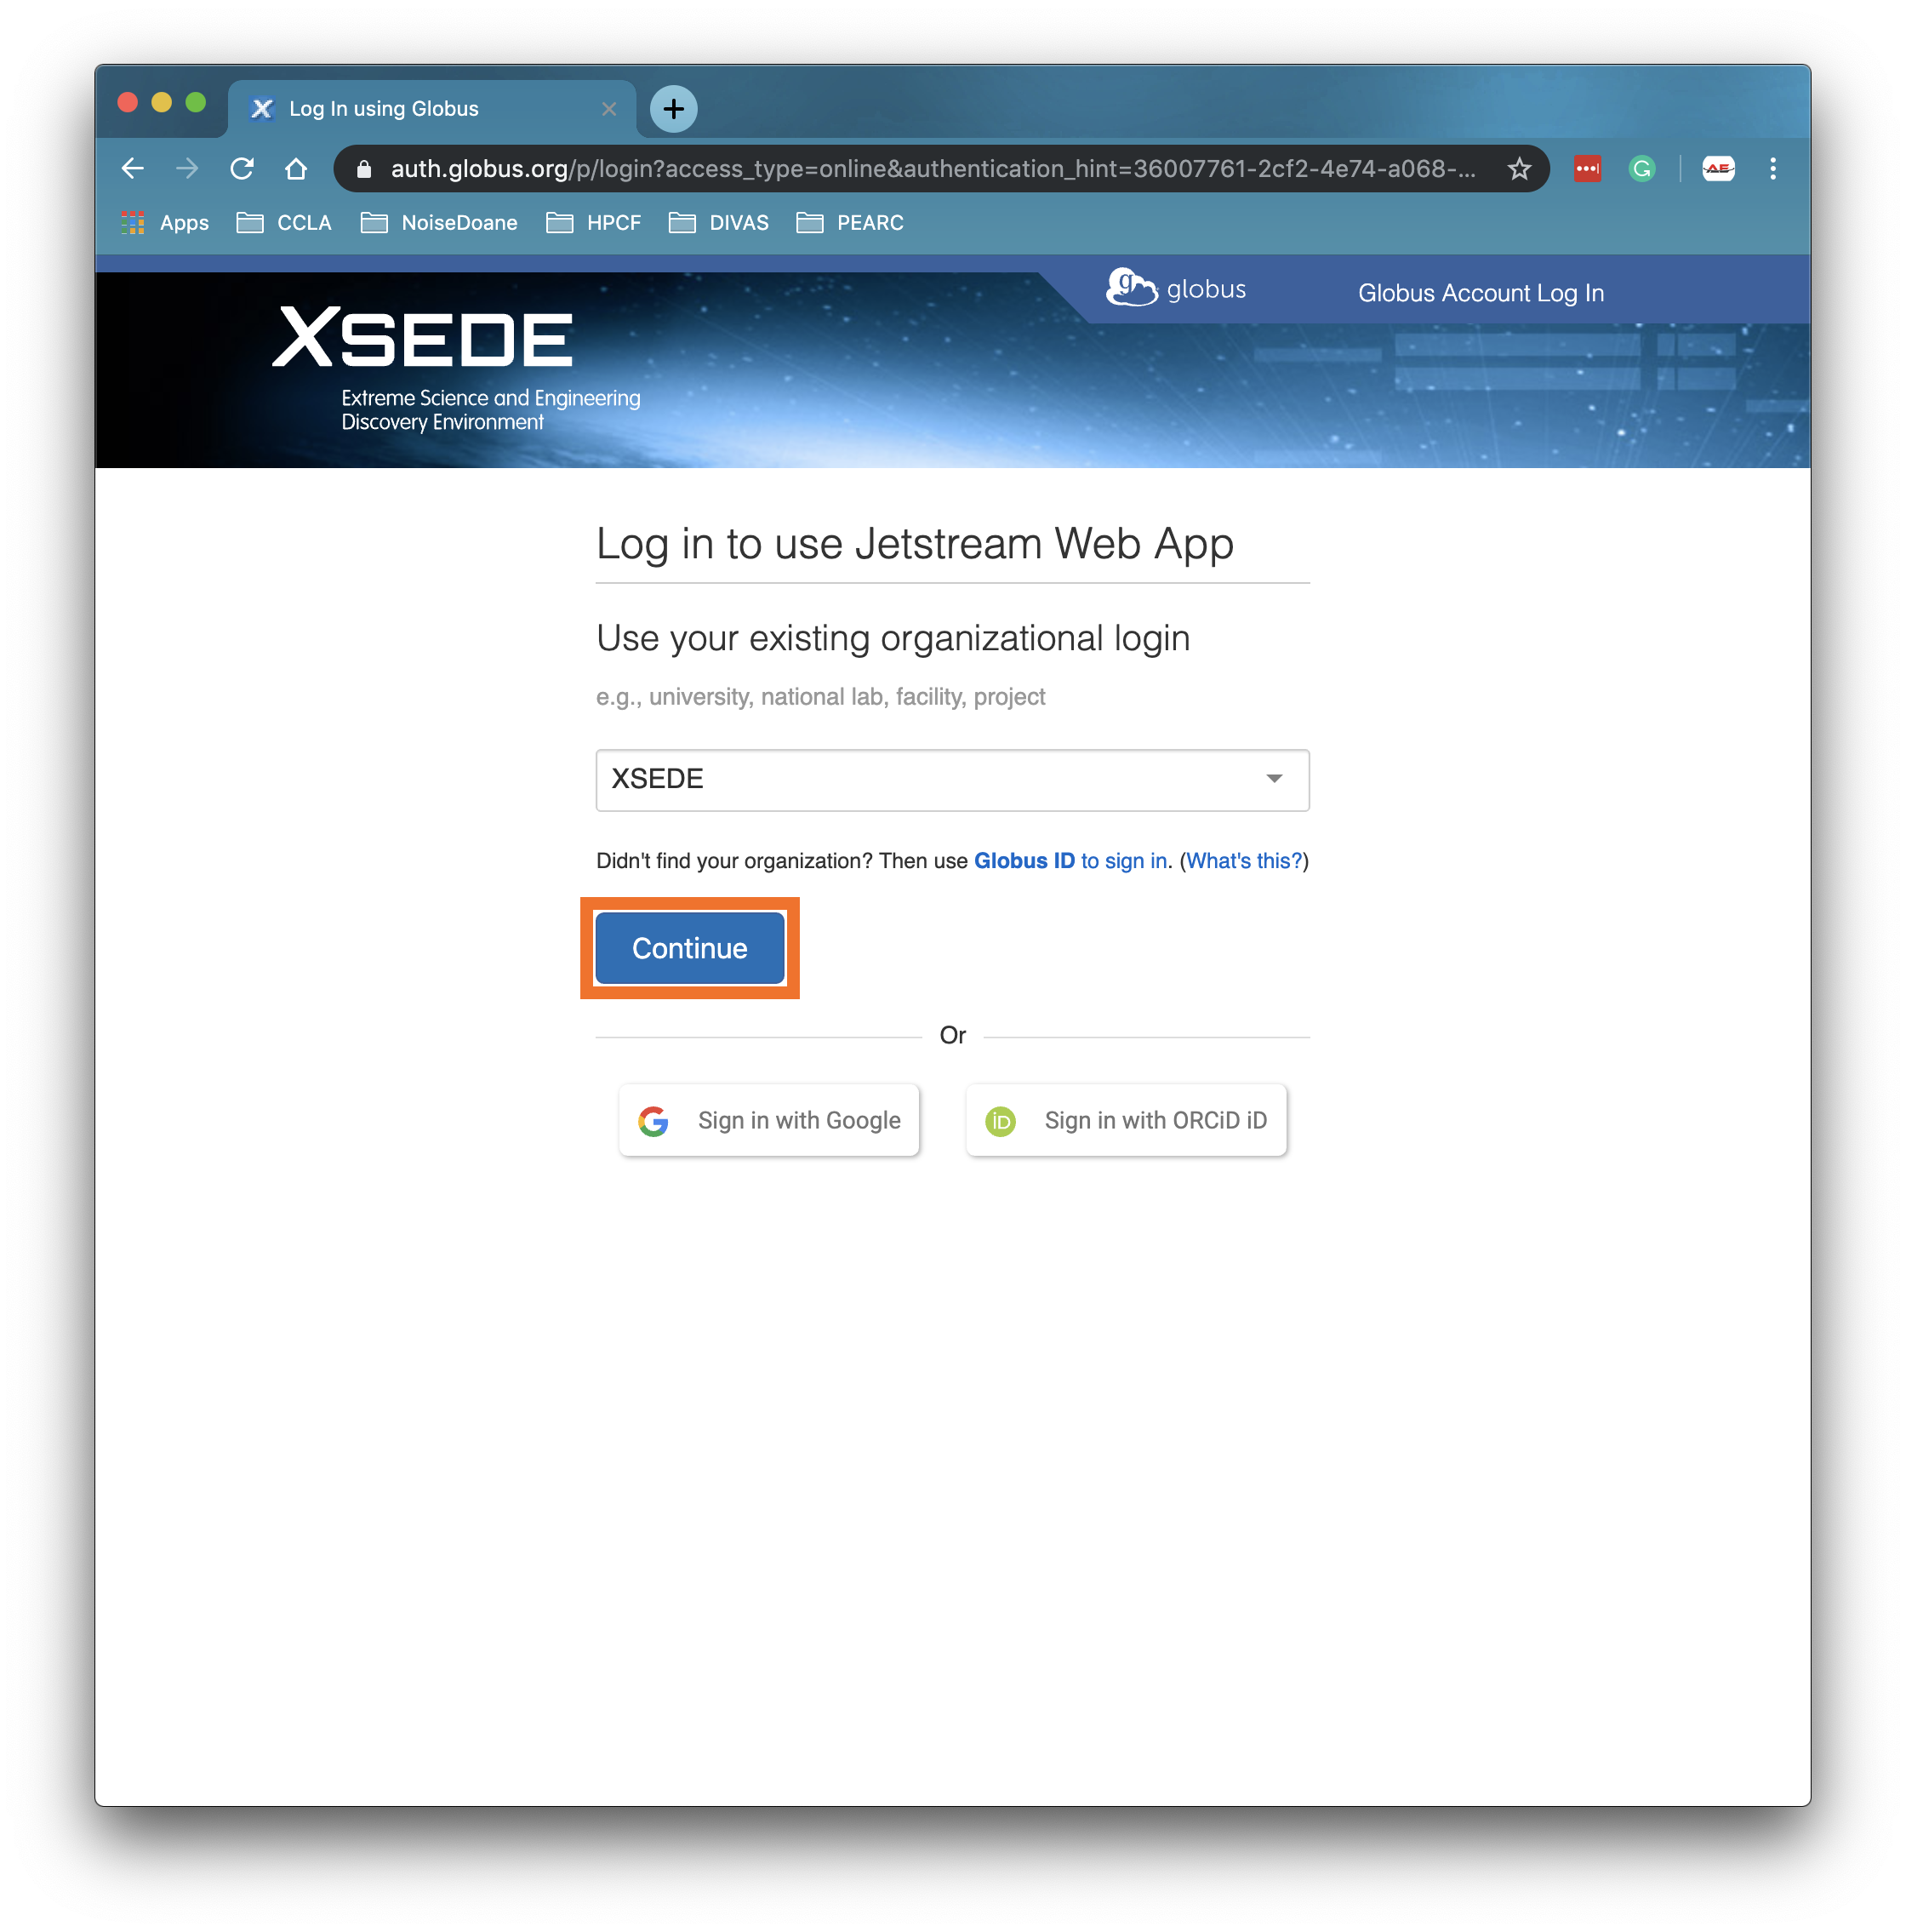 Log In using Globus
auth.globus.org/p/login?access_type=online&authentication_hint=36007761-2cf2-4e74-a068-...
Apps CCLA NoiseDoane HPCF DIVAS PEARC
globus Globus Account Log In
XSEDE
Extreme Science and Engineering
Discovery Environment
Log in to use Jetstream Web App
Use your existing organizational login
e.g., university, national lab, facility, project
XSEDE
Didn't find your organization? Then use Globus ID to sign in. (What's this?)
Continue
Or
Sign in with Google
Sign in with ORCiD iD